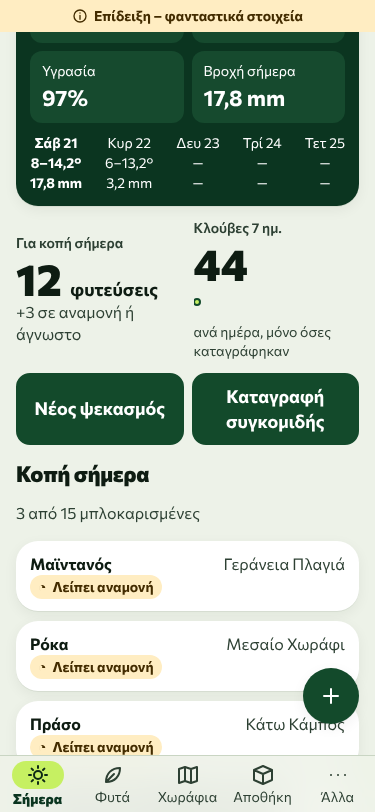 Επίδειξη – φανταστικά στοιχεία
Υγρασία
97%
Βροχή σήμερα
17,8 mm
Σάβ 21 Κυρ 22 Δευ 23 Τρί 24 Τετ 25
8–14,2° 6–13,2° – – –
17,8 mm 3,2 mm – – –
Για κοπή σήμερα
12 φυτεύσεις
+3 σε αναμονή ή
άγνωστο
Κλούβες 7 ημ.
44
ανά ημέρα, μόνο όσες
καταγράφηκαν
Νέος ψεκασμός
Καταγραφή
συγκομιδής
Κοπή σήμερα
3 από 15 μπλοκαρισμένες
Μαϊντανός Γεράνεια Πλαγιά
Λείπει αναμονή
Ρόκα Μεσαίο Χωράφι
Λείπει αναμονή
Πράσο Κάτω Κάμπος
Λείπει αναμονή
Σήμερα Φυτά Χωράφια Αποθήκη Άλλα